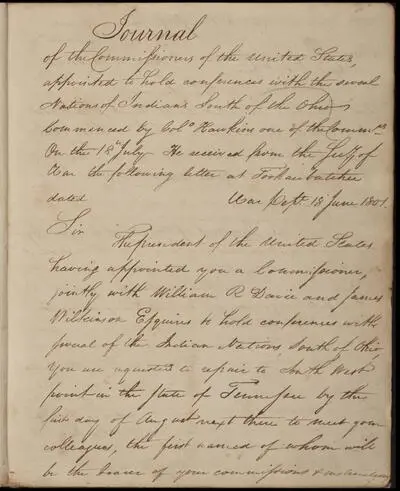 Journal
of the Commissioners of the United States
appointed to hold conferences with the several
Nations of Indians South of the Ohio
Commenced by Colo Hawkins one of the Commrs
On the 18th July He received from the Secy of
War the following letter at Tookaubatchee
dated War Dept. 18 June 1801.
Sir
The president of the United States
having appointed you a Commissioner,
jointly with William R Davie and James
Wilkinson Esquires to hold conferences with
several of the Indian Nations, South of Ohio
You are requested to repair to South West
point in the State of Tennessee by the
first day of August next there to meet your
colleagues, the first named of whom will
be the bearer of your commissions &